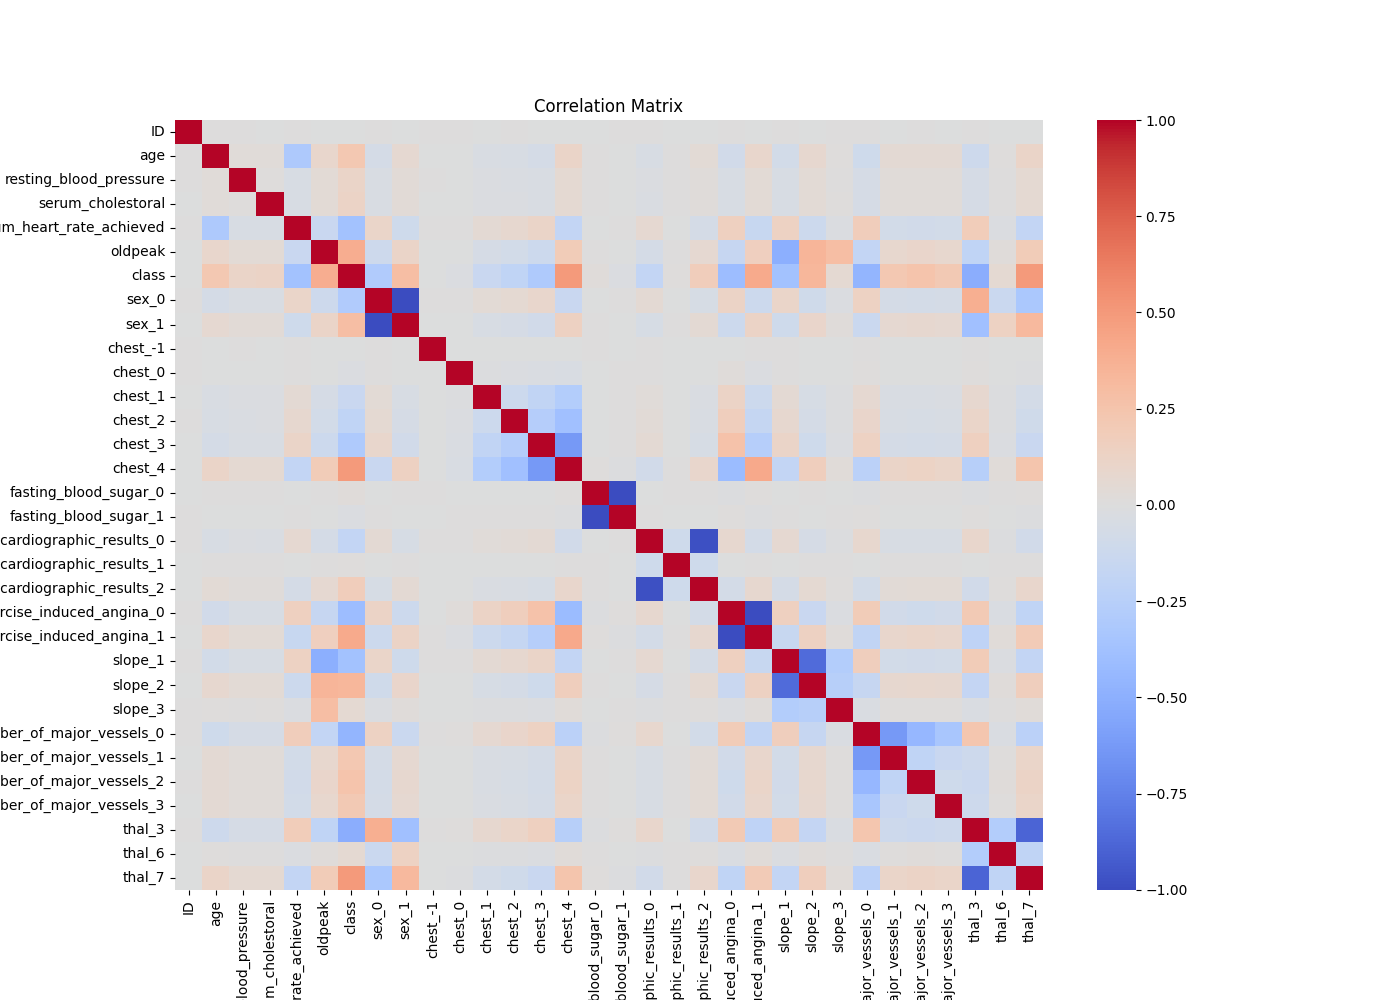 Correlation Matrix
ID
age
resting_blood_pressure
serum_cholestoral
um_heart_rate_achieved
oldpeak
class
sex_0
sex_1
chest_-1
chest_0
chest_1
chest_2
chest_3
chest_4
fasting_blood_sugar_0
fasting_blood_sugar_1
cardiographic_results_0
cardiographic_results_1
cardiographic_results_2
rcise_induced_angina_0
rcise_induced_angina_1
slope_1
slope_2
slope_3
ber_of_major_vessels_0
ber_of_major_vessels_1
ber_of_major_vessels_2
ber_of_major_vessels_3
thal_3
thal_6
thal_7
ID
age
lood_pressure
m_cholestoral
rate_achieved
oldpeak
class
sex_0
sex_1
chest_-1
chest_0
chest_1
chest_2
chest_3
chest_4
blood_sugar_0
blood_sugar_1
phic_results_0
phic_results_1
phic_results_2
uced_angina_0
uced_angina_1
slope_1
slope_2
slope_3
ajor_vessels_0
ajor_vessels_1
ajor_vessels_2
ajor_vessels_3
thal_3
thal_6
thal_7
1.00
0.75
0.50
0.25
0.00
−0.25
−0.50
−0.75
−1.00